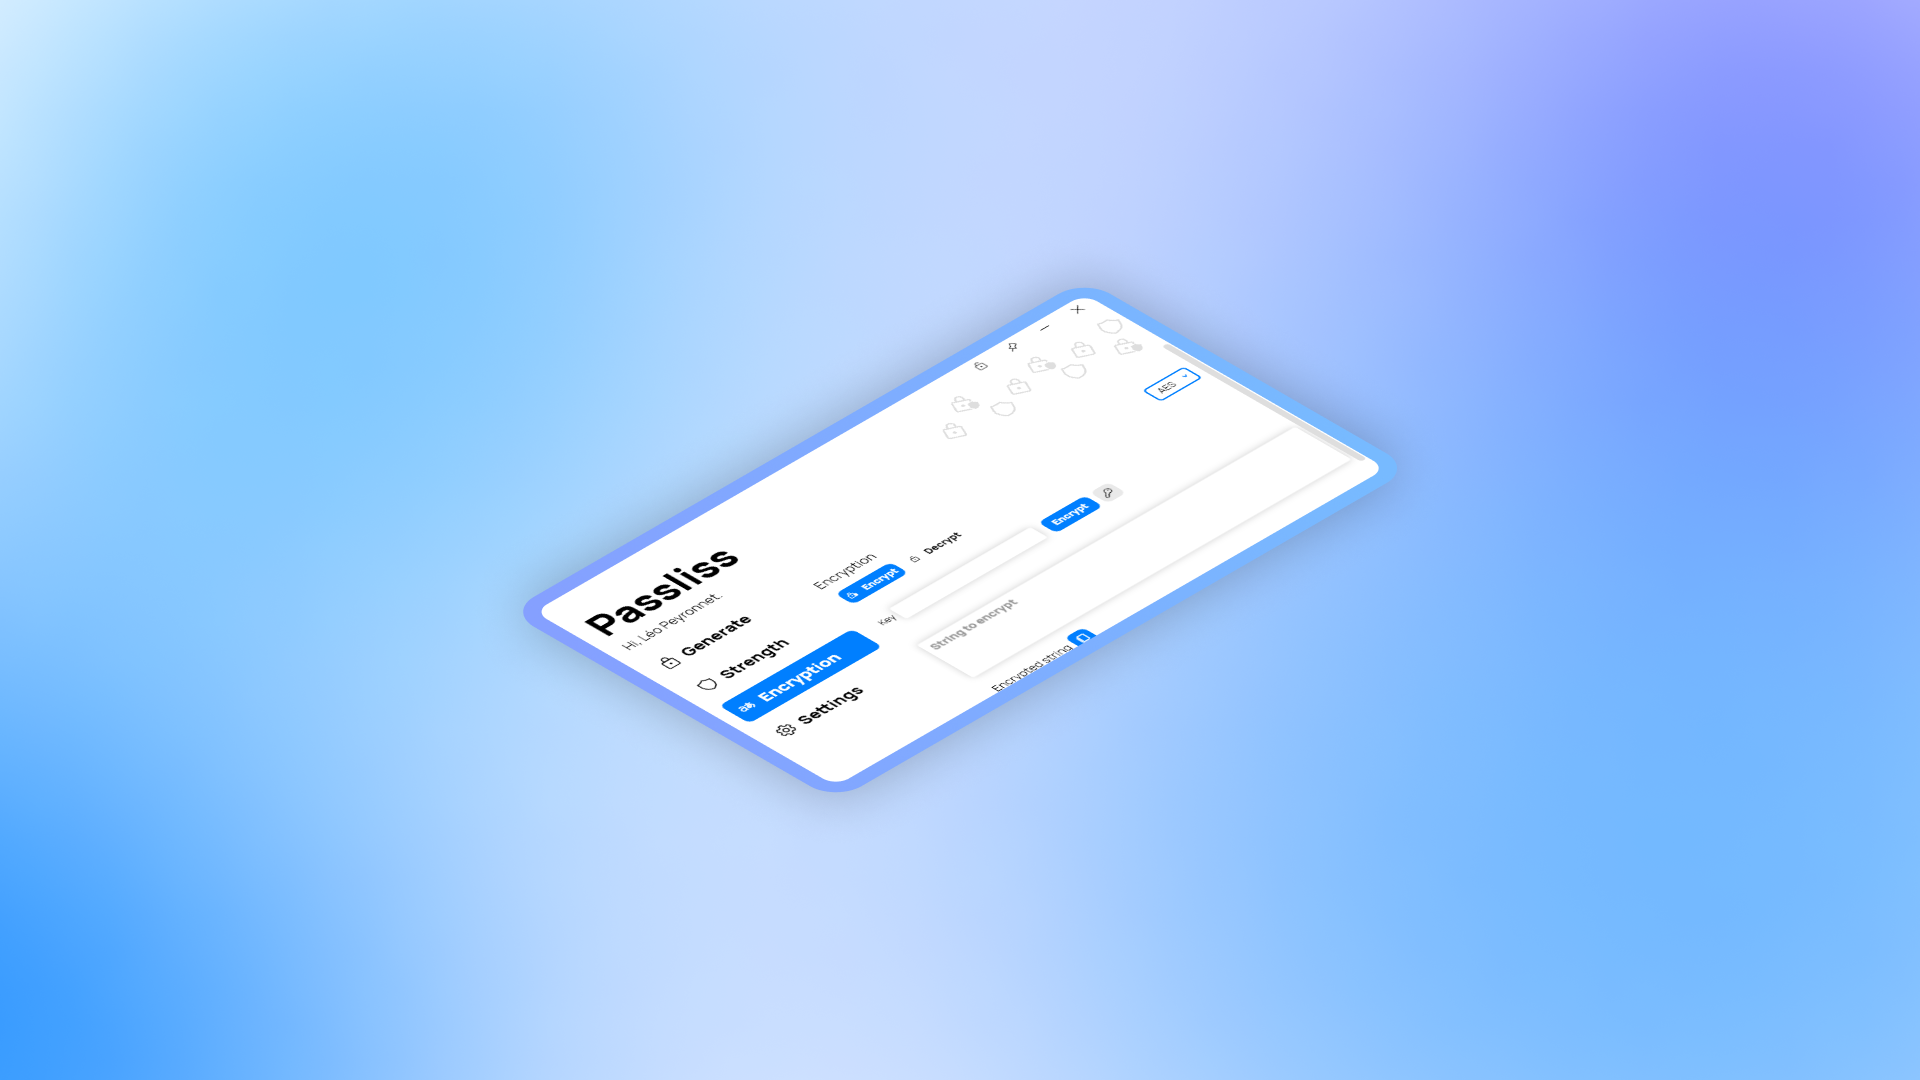 Passliss
Hi, Léo Peyronnet.
Generate
Strength
Encryption
Settings
Encryption
Encrypt
Decrypt
AES
Key
Encrypt
String to encrypt
Encrypted string